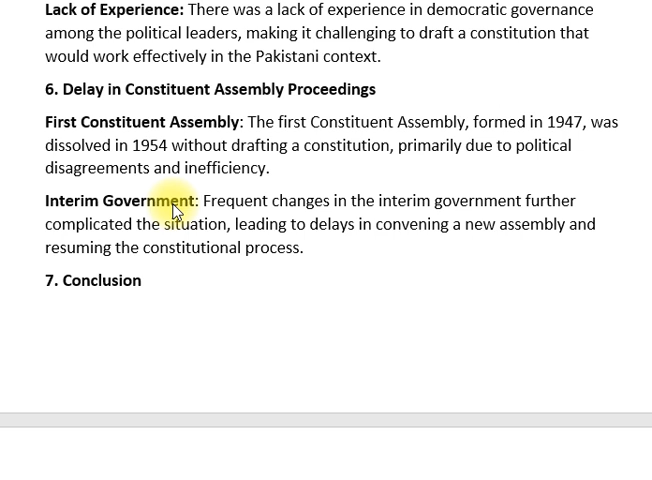 Lack of Experience: There was a lack of experience in democratic governance
among the political leaders, making it challenging to draft a constitution that
would work effectively in the Pakistani context.
6. Delay in Constituent Assembly Proceedings
First Constituent Assembly: The first Constituent Assembly, formed in 1947, was
dissolved in 1954 without drafting a constitution, primarily due to political
disagreements and inefficiency.
Interim Government: Frequent changes in the interim government further
complicated the situation, leading to delays in convening a new assembly and
resuming the constitutional process.
7. Conclusion